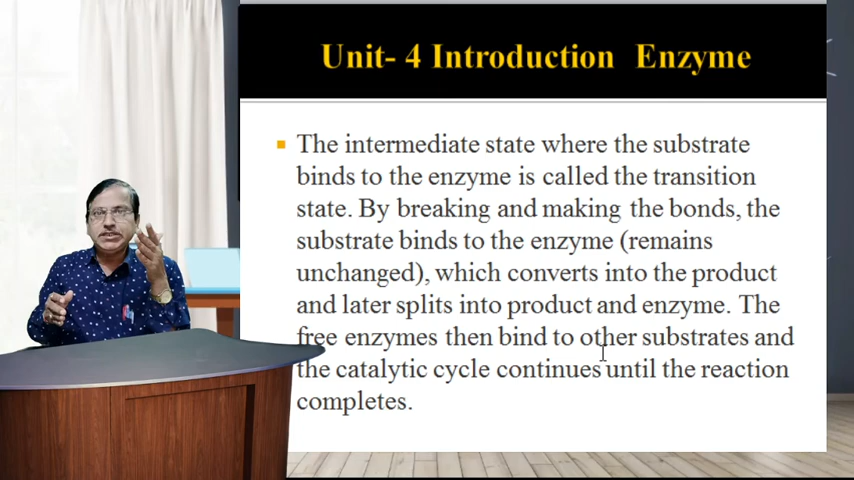 Unit- 4 Introduction Enzyme
The intermediate state where the substrate
binds to the enzyme is called the transition
state. By breaking and making the bonds, the
substrate binds to the enzyme (remains
unchanged), which converts into the product
and later splits into product and enzyme. The
free enzymes then bind to other substrates and
the catalytic cycle continues until the reaction
completes.